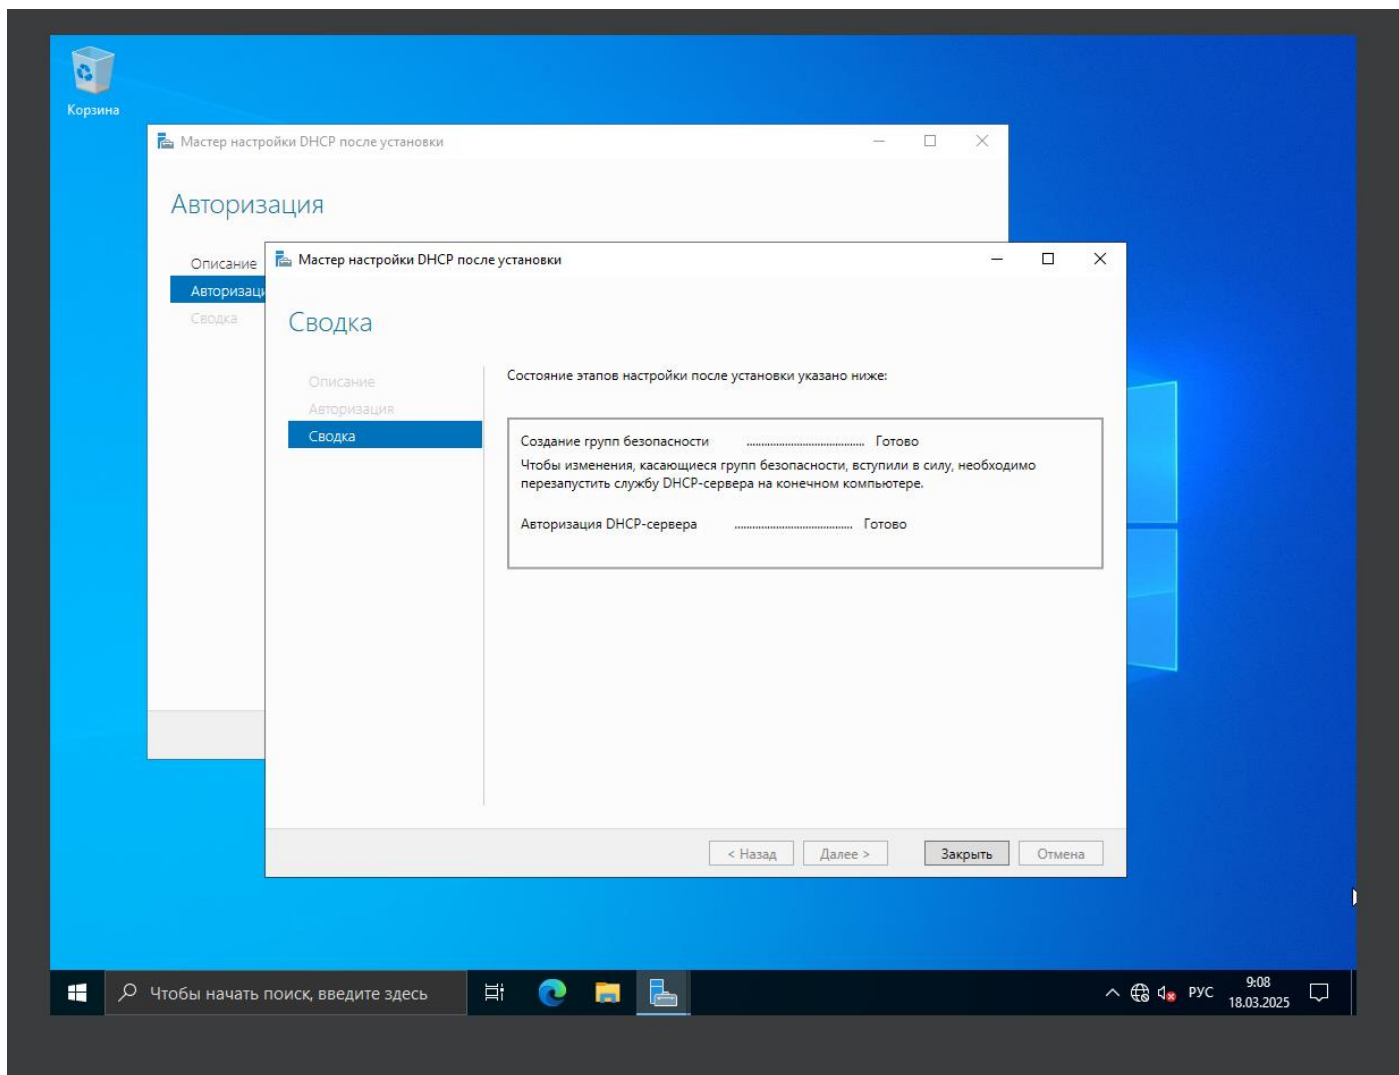 Корзина
Мастер настройки DHCP после установки
Авторизация
Описание
Авторизаци
Сводка
Мастер настройки DHCP после установки
Сводка
Описание
Авторизация
Сводка
Состояние этапов настройки после установки указано ниже:
Создание групп безопасности ........................................ Готово
Чтобы изменения, касающиеся групп безопасности, вступили в силу, необходимо
перезапустить службу DHCP-сервера на конечном компьютере.
Авторизация DHCP-сервера ........................................ Готово
< Назад
Далее >
Закрыть
Отмена
Чтобы начать поиск, введите здесь
РУС
9:08
18.03.2025